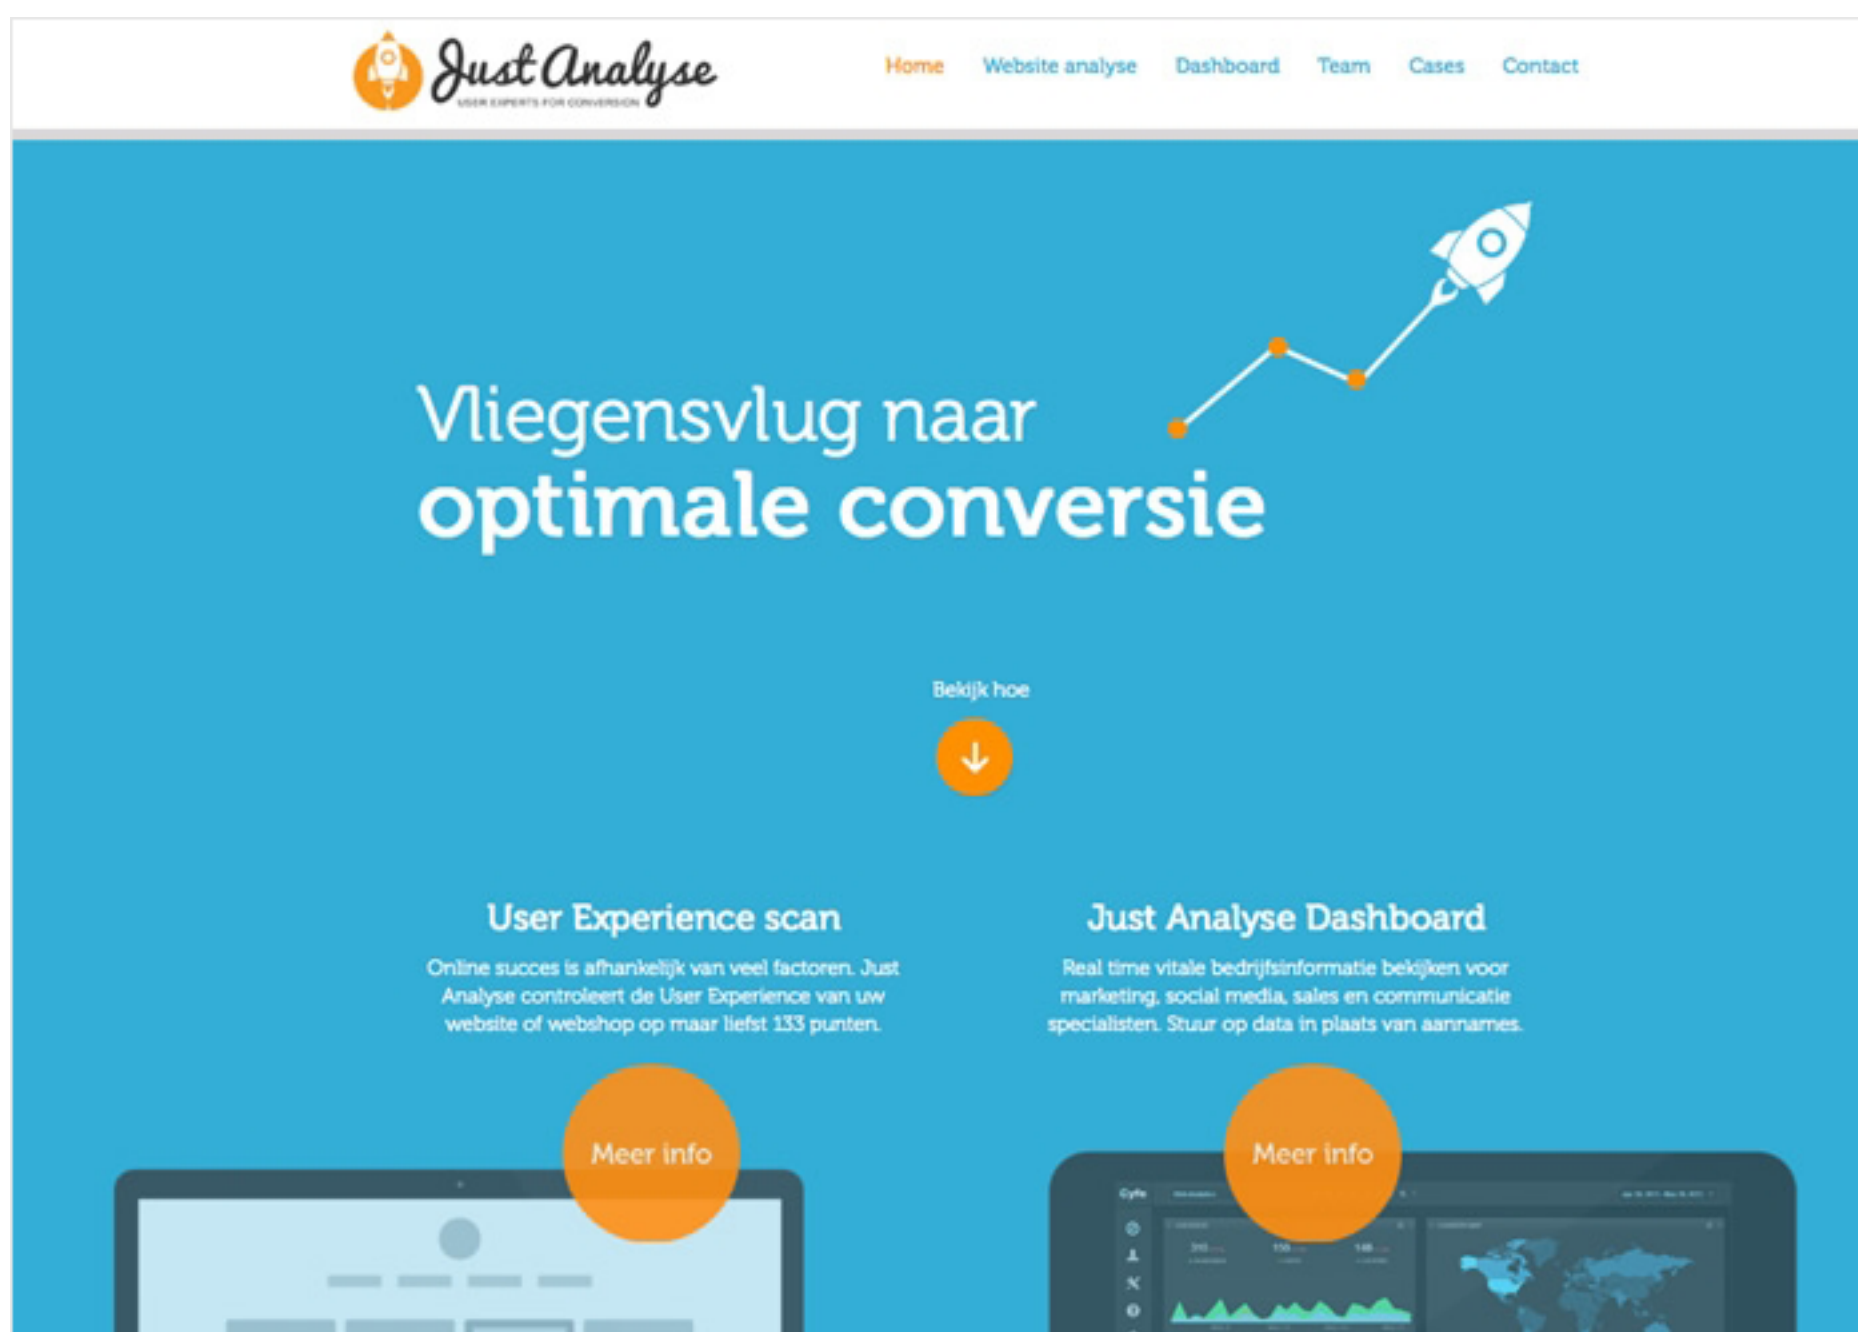 Just Analyse
USER EXPERTS FOR CONVERSION
Home Website analyse Dashboard Team Cases Contact
Vliegensvlug naar
optimale conversie
Bekijk hoe
User Experience scan
Online succes is afhankelijk van veel factoren. Just
Analyse controleert de User Experience van uw
website of webshop op maar liefst 133 punten.
Meer info
Just Analyse Dashboard
Real time vitale bedrijfsinformatie bekijken voor
marketing, social media, sales en communicatie
specialisten. Stuur op data in plaats van aannames.
Meer info
Cyfe